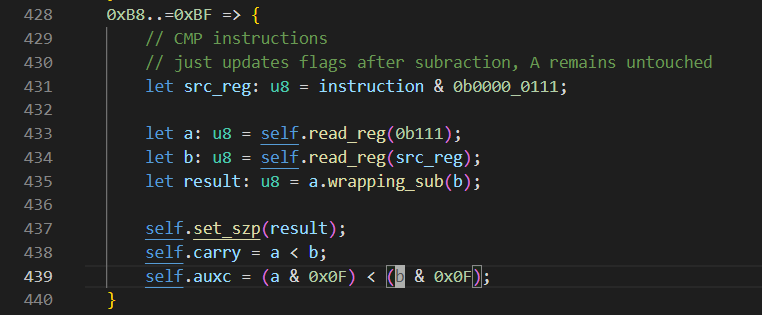 428 0xB8..=0xBF => {
429 // CMP instructions
430 // just updates flags after subraction, A remains untouched
431 let src_reg: u8 = instruction & 0b0000_0111;
432
433 let a: u8 = self.read_reg(0b111);
434 let b: u8 = self.read_reg(src_reg);
435 let result: u8 = a.wrapping_sub(b);
436
437 self.set_szp(result);
438 self.carry = a < b;
439 self.auxc = (a & 0x0F) < (b & 0x0F);
440 }